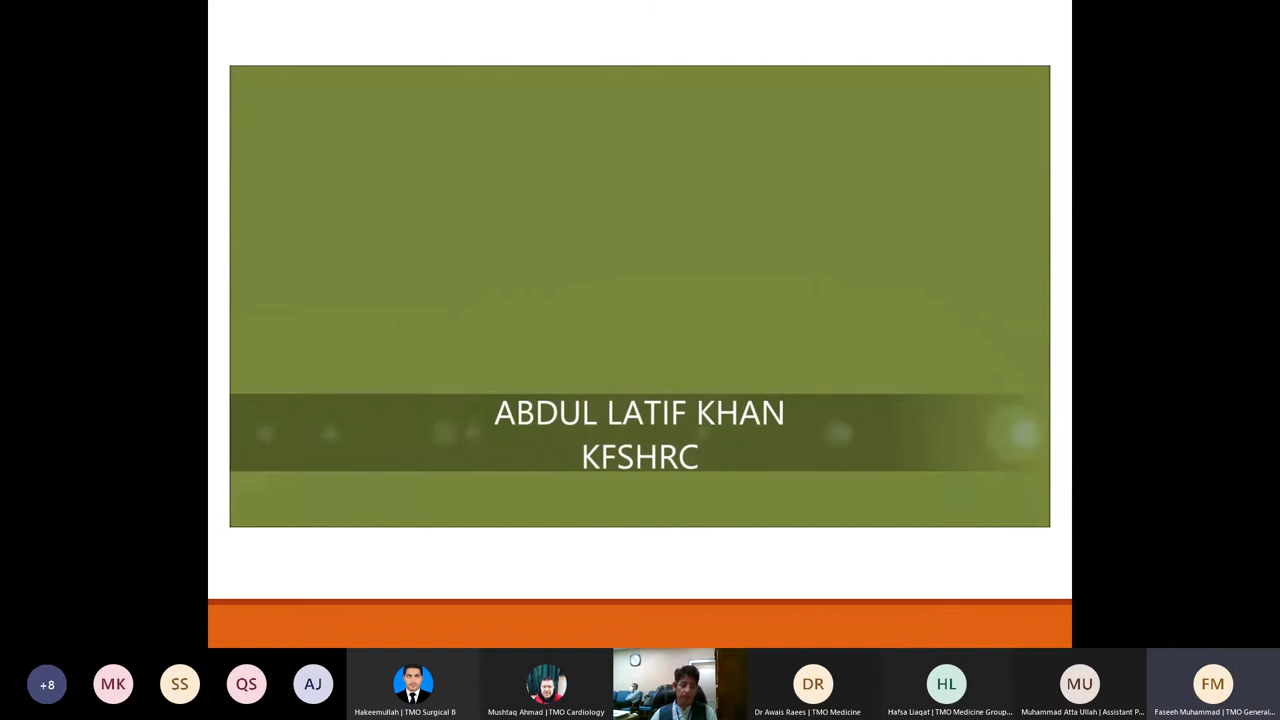 ABDUL LATIF KHAN
KFSHRC
+8
MK
SS
QS
AJ
DR
HL
MU
FM
Hakeemullah | TMO Surgical B
Mushtaq Ahmad | TMO Cardiology
Dr Awais Raees | TMO Medicine
Hafsa Liaqat | TMO Medicine Group...
Muhammad Atta Ullah | Assistant P...
Faseeh Muhammad | TMO General...